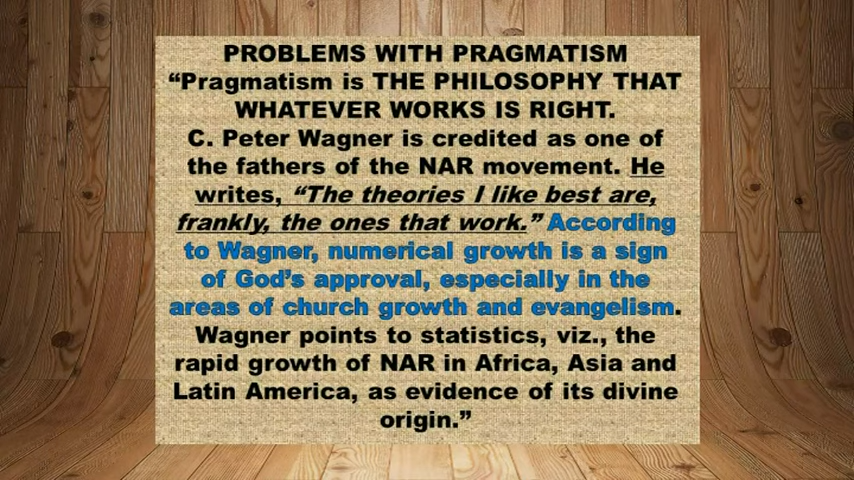 PROBLEMS WITH PRAGMATISM
“Pragmatism is THE PHILOSOPHY THAT
WHATEVER WORKS IS RIGHT.
C. Peter Wagner is credited as one of
the fathers of the NAR movement. He
writes, “The theories I like best are,
frankly, the ones that work.” According
to Wagner, numerical growth is a sign
of God’s approval, especially in the
areas of church growth and evangelism.
Wagner points to statistics, viz., the
rapid growth of NAR in Africa, Asia and
Latin America, as evidence of its divine
origin.”